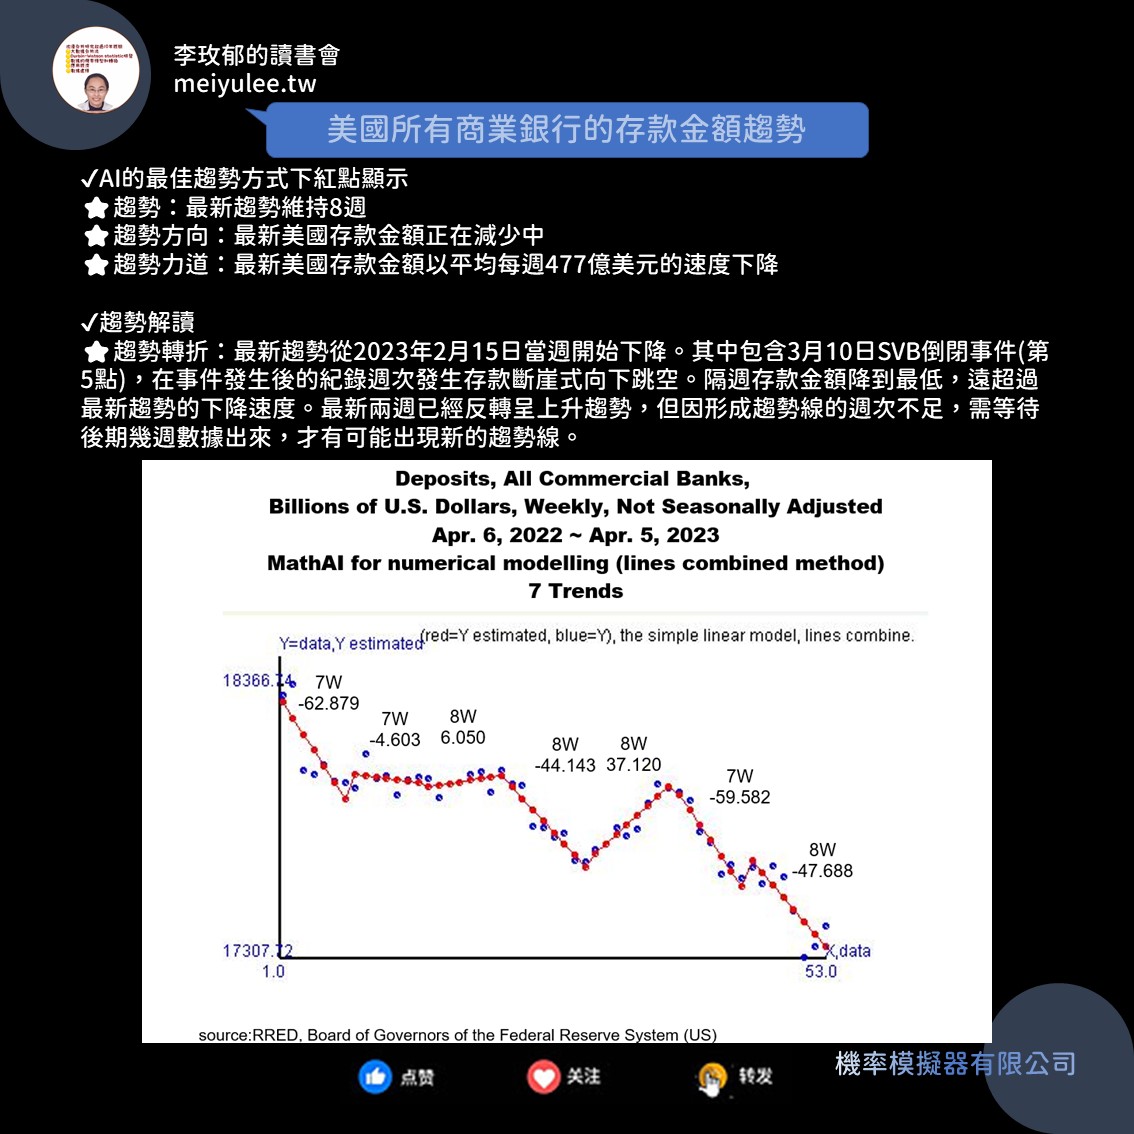 李玫郁的讀書會
meiyulee.tw
美國所有商業銀行的存款金額趨勢
✓AI的最佳趨勢方式下紅點顯示
⭐趨勢：最新趨勢維持8週
⭐趨勢方向：最新美國存款金額正在減少中
⭐趨勢力道：最新美國存款金額以平均每週477億美元的速度下降
✓趨勢解讀
⭐趨勢轉折：最新趨勢從2023年2月15日當週開始下降。其中包含3月10日SVB倒閉事件(第
5點)，在事件發生後的紀錄週次發生存款斷崖式向下跳空。隔週存款金額降到最低，遠超過
最新趨勢的下降速度。最新兩週已經反轉呈上升趨勢，但因形成趨勢線的週次不足，需等待
後期幾週數據出來，才有可能出現新的趨勢線。
Deposits, All Commercial Banks,
Billions of U.S. Dollars, Weekly, Not Seasonally Adjusted
Apr. 6, 2022 ~ Apr. 5, 2023
MathAI for numerical modelling (lines combined method)
7 Trends
Y=data,Y estimated
(red=Y estimated, blue=Y), the simple linear model, lines combine.
18366.74
7W
-62.879
7W
-4.603
8W
6.050
8W
-44.143
8W
37.120
7W
-59.582
8W
-47.688
17307.72
X,data
1.0
53.0
source:RRED, Board of Governors of the Federal Reserve System (US)
点赞
关注
转发
機率模擬器有限公司